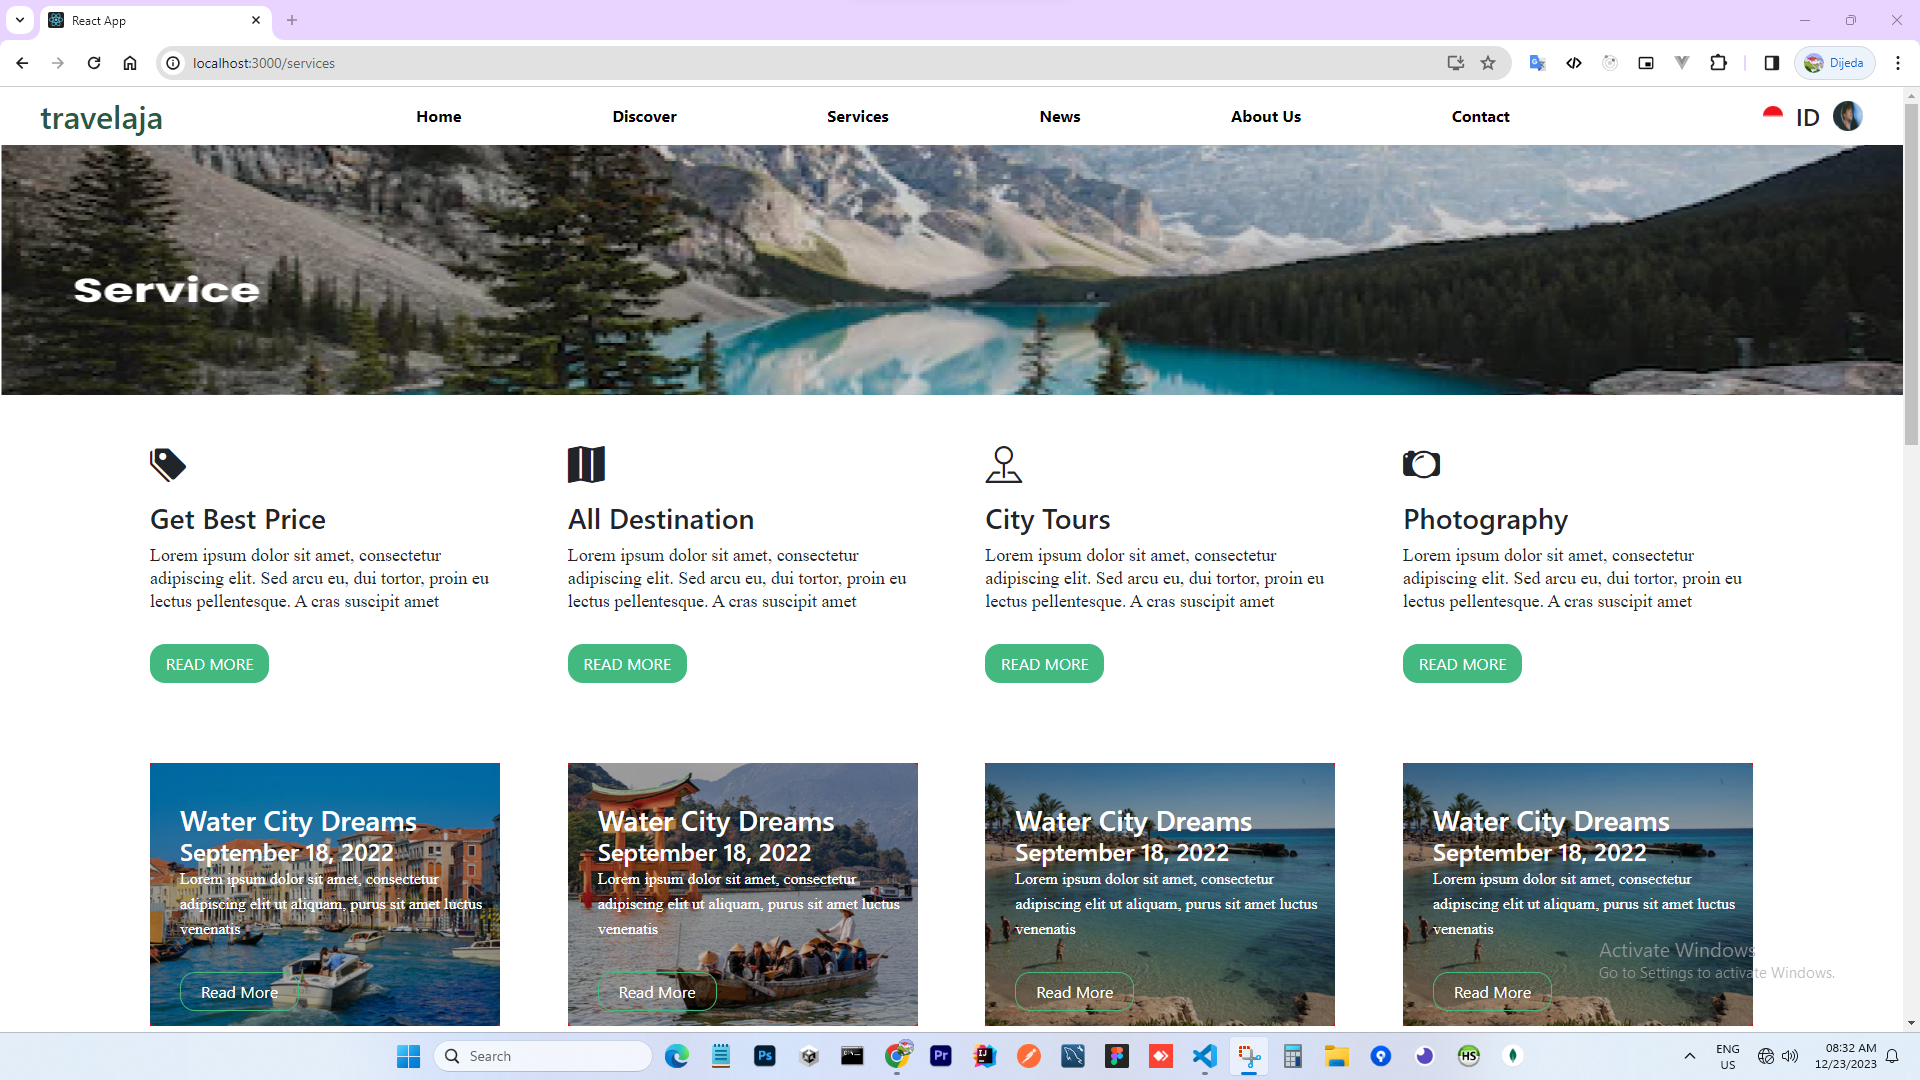 React App
localhost:3000/services
Dijeda
travelaja
Home
Discover
Services
News
About Us
Contact
ID
Service
Get Best Price
Lorem ipsum dolor sit amet, consectetur
adipiscing elit. Sed arcu eu, dui tortor, proin eu
lectus pellentesque. A cras suscipit amet
READ MORE
All Destination
Lorem ipsum dolor sit amet, consectetur
adipiscing elit. Sed arcu eu, dui tortor, proin eu
lectus pellentesque. A cras suscipit amet
READ MORE
City Tours
Lorem ipsum dolor sit amet, consectetur
adipiscing elit. Sed arcu eu, dui tortor, proin eu
lectus pellentesque. A cras suscipit amet
READ MORE
Photography
Lorem ipsum dolor sit amet, consectetur
adipiscing elit. Sed arcu eu, dui tortor, proin eu
lectus pellentesque. A cras suscipit amet
READ MORE
Water City Dreams
September 18, 2022
Lorem ipsum dolor sit amet, consectetur
adipiscing elit ut aliquam, purus sit amet luctus
venenatis
Read More
Water City Dreams
September 18, 2022
Lorem ipsum dolor sit amet, consectetur
adipiscing elit ut aliquam, purus sit amet luctus
venenatis
Read More
Water City Dreams
September 18, 2022
Lorem ipsum dolor sit amet, consectetur
adipiscing elit ut aliquam, purus sit amet luctus
venenatis
Read More
Water City Dreams
September 18, 2022
Lorem ipsum dolor sit amet, consectetur
adipiscing elit ut aliquam, purus sit amet luctus
venenatis
Read More
Activate Windows
Go to Settings to activate Windows.
Search
Ps
Pr
IJ
HS
ENG
US
08:32 AM
12/23/2023